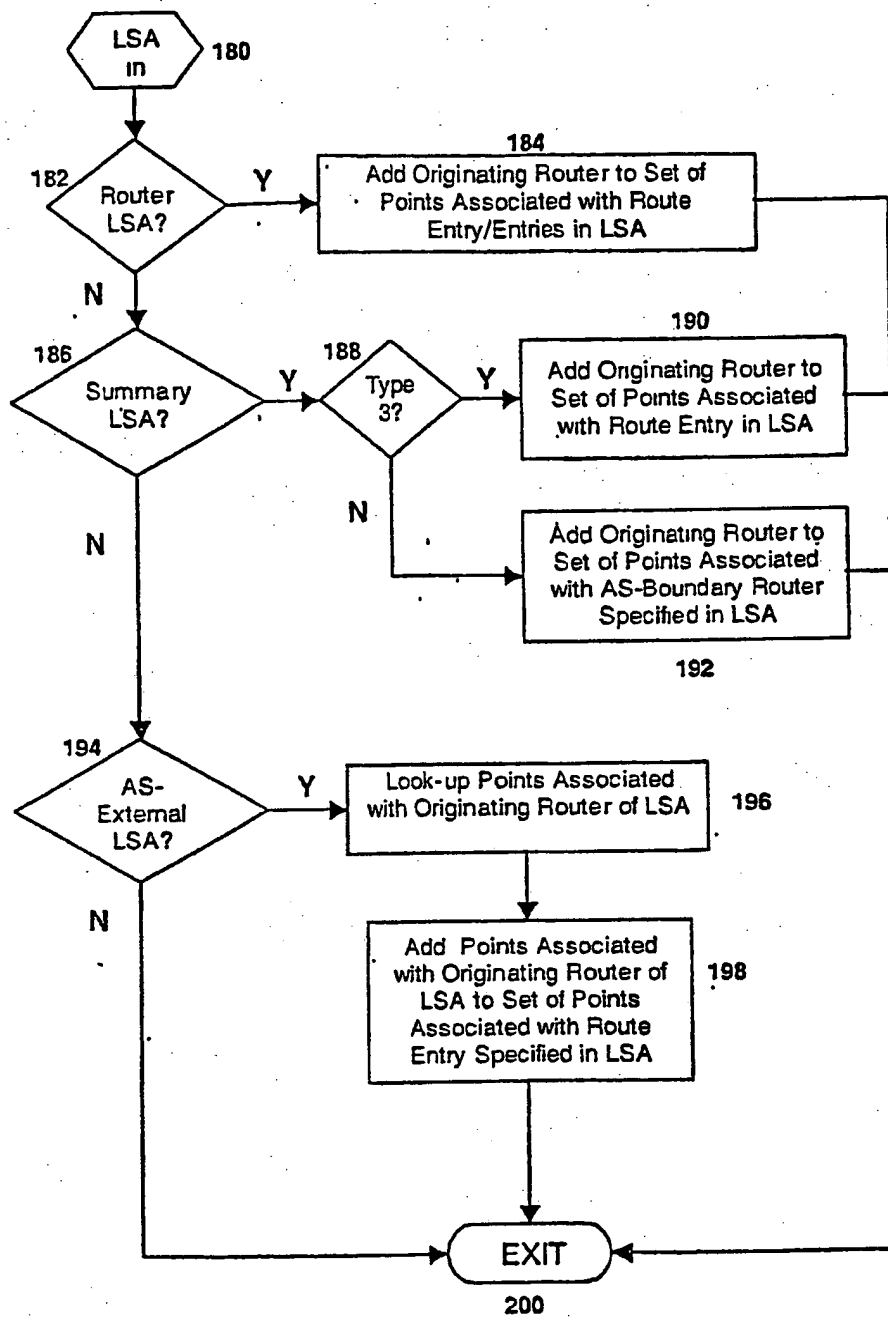 LSA
in
180
182
Router
LSA?
Y
184
Add Originating Router to Set of
Points Associated with Route
Entry/Entries in LSA
N
186
Summary
LSA?
Y
188
Type
3?
Y
190
Add Originating Router to
Set of Points Associated
with Route Entry in LSA
N
N
Add Originating Router to
Set of Points Associated
with AS-Boundary Router
Specified in LSA
192
194
AS-
External
LSA?
Y
Look-up Points Associated
with Originating Router of LSA
196
N
Add Points Associated
with Originating Router of
LSA to Set of Points
Associated with Route
Entry Specified in LSA
198
EXIT
200